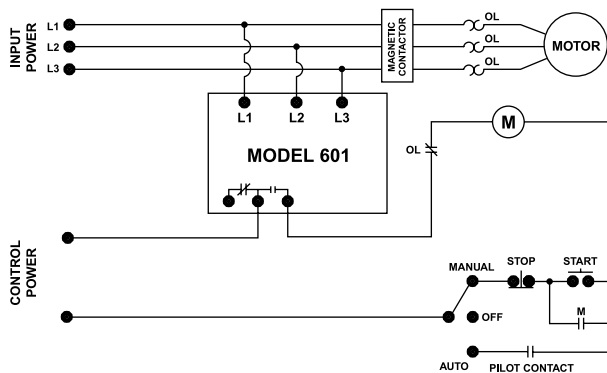 INPUT POWER
L1
L2
L3
MAGNETIC CONTACTOR
OL
OL
OL
MOTOR
L1 L2 L3
MODEL 601
OL
M
CONTROL POWER
MANUAL
STOP
START
OFF
M
AUTO
PILOT CONTACT